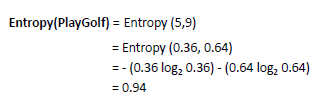 Entropy(PlayGolf) = Entropy (5,9)
= Entropy (0.36, 0.64)
= - (0.36 log₂ 0.36) - (0.64 log₂ 0.64)
= 0.94